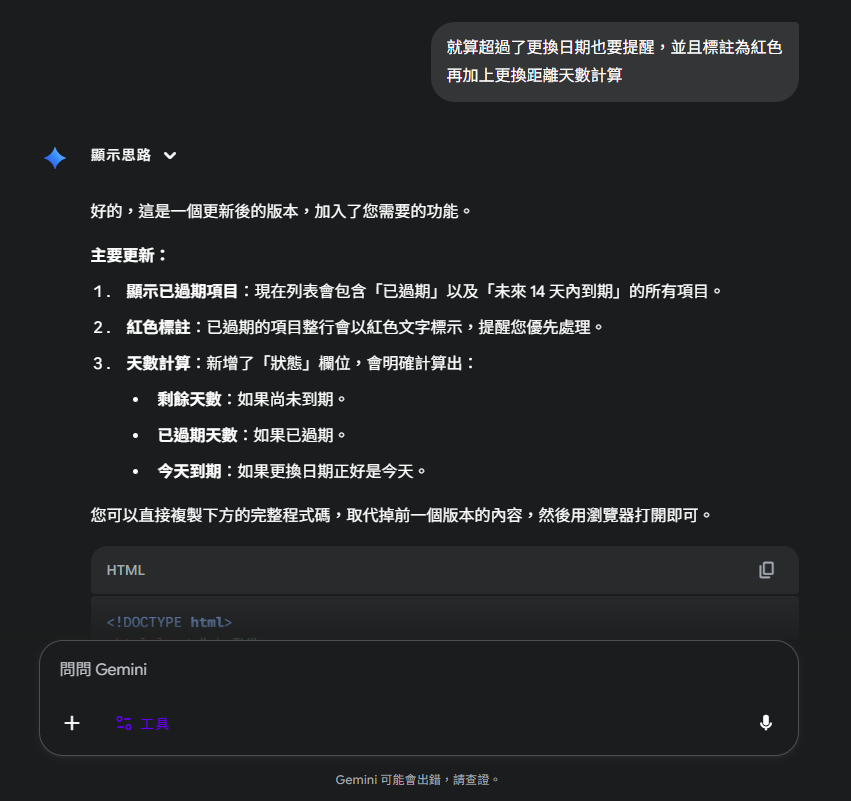 就算超過了更換日期也要提醒，並且標註為紅色
再加上更換距離天數計算
顯示思路
好的，這是一個更新後的版本，加入了您需要的功能。
主要更新：
1. 顯示已過期項目：現在列表會包含「已過期」以及「未來 14 天內到期」的所有項目。
2. 紅色標註：已過期的項目整行會以紅色文字標示，提醒您優先處理。
3. 天數計算：新增了「狀態」欄位，會明確計算出：
• 剩餘天數：如果尚未到期。
• 已過期天數：如果已過期。
• 今天到期：如果更換日期正好是今天。
您可以直接複製下方的完整程式碼，取代掉前一個版本的內容，然後用瀏覽器打開即可。
HTML
<!DOCTYPE html>
問問 Gemini
工具
Gemini 可能會出錯，請查證。